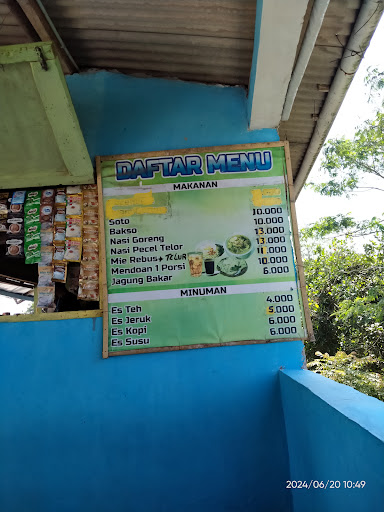 DAFTAR MENU
MAKANAN
Soto 10.000
Bakso 10.000
Nasi Goreng 13.000
Nasi Pecel Telor 13.000
Mie Rebus + TELUR 11.000
Mendoan 1 Porsi 10.000
Jagung Bakar 6.000
MINUMAN
Es Teh 4.000
Es Jeruk 5.000
Es Kopi 6.000
Es Susu 6.000
2024/06/20 10:49